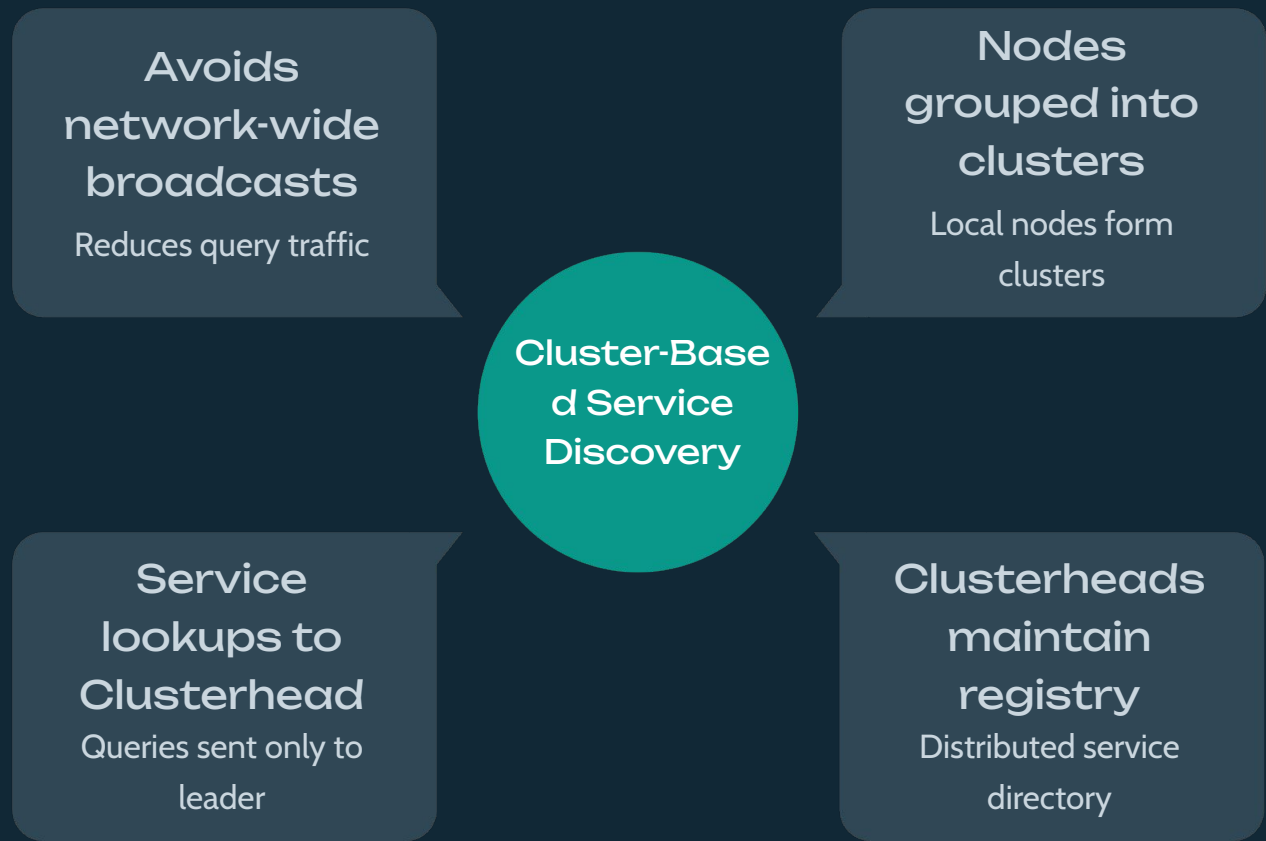 Avoids
network-wide
broadcasts
Reduces query traffic
Nodes
grouped into
clusters
Local nodes form
clusters
Cluster-Base
d Service
Discovery
Service
lookups to
Clusterhead
Queries sent only to
leader
Clusterheads
maintain
registry
Distributed service
directory